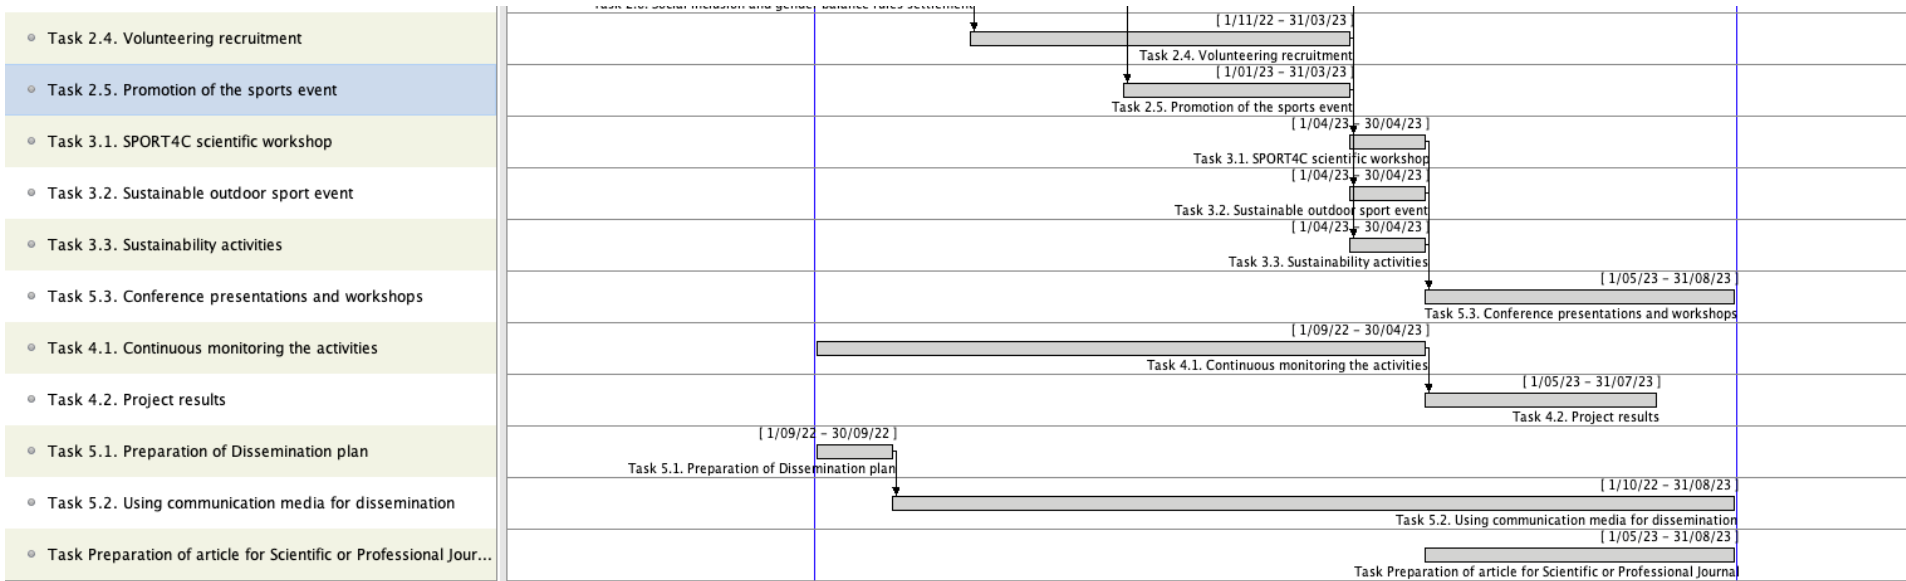 Task 2.4. Volunteering recruitment
[ 1/11/22 - 31/03/23 ]
Task 2.4. Volunteering recruitment
Task 2.5. Promotion of the sports event
[ 1/01/23 - 31/03/23 ]
Task 2.5. Promotion of the sports event
Task 3.1. SPORT4C scientific workshop
[ 1/04/23 - 30/04/23 ]
Task 3.1. SPORT4C scientific workshop
Task 3.2. Sustainable outdoor sport event
[ 1/04/23 - 30/04/23 ]
Task 3.2. Sustainable outdoor sport event
Task 3.3. Sustainability activities
[ 1/04/23 - 30/04/23 ]
Task 3.3. Sustainability activities
Task 5.3. Conference presentations and workshops
[ 1/05/23 - 31/08/23 ]
Task 5.3. Conference presentations and workshops
Task 4.1. Continuous monitoring the activities
[ 1/09/22 - 30/04/23 ]
Task 4.1. Continuous monitoring the activities
Task 4.2. Project results
[ 1/05/23 - 31/07/23 ]
Task 4.2. Project results
Task 5.1. Preparation of Dissemination plan
[ 1/09/22 - 30/09/22 ]
Task 5.1. Preparation of Dissemination plan
Task 5.2. Using communication media for dissemination
[ 1/10/22 - 31/08/23 ]
Task 5.2. Using communication media for dissemination
Task Preparation of article for Scientific or Professional Jour...
[ 1/05/23 - 31/08/23 ]
Task Preparation of article for Scientific or Professional Journal